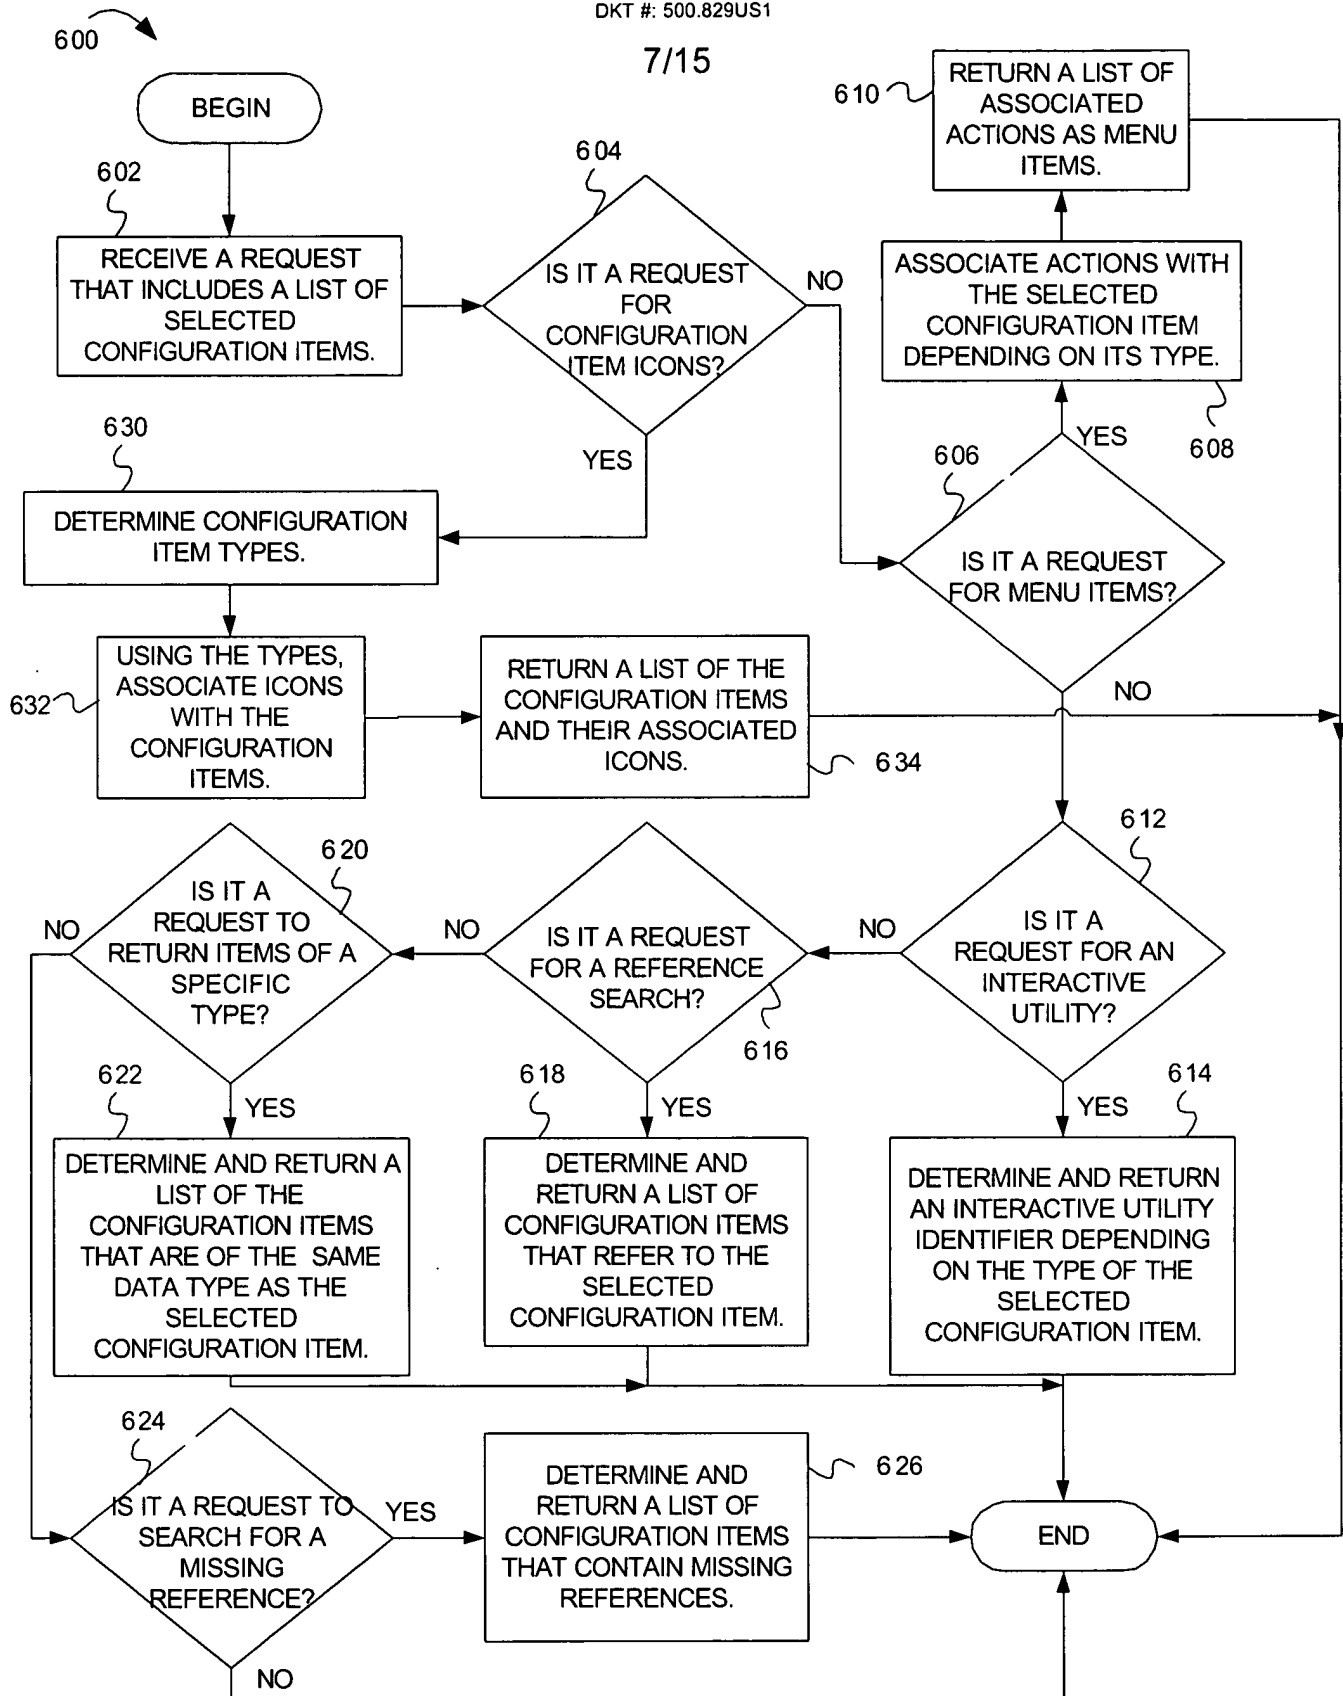 DKT #: 500.829US1
7/15
600
BEGIN
602
RECEIVE A REQUEST
THAT INCLUDES A LIST OF
SELECTED
CONFIGURATION ITEMS.
604
IS IT A REQUEST
FOR
CONFIGURATION
ITEM ICONS?
NO
YES
610
RETURN A LIST OF
ASSOCIATED
ACTIONS AS MENU
ITEMS.
ASSOCIATE ACTIONS WITH
THE SELECTED
CONFIGURATION ITEM
DEPENDING ON ITS TYPE.
608
YES
606
IS IT A REQUEST
FOR MENU ITEMS?
NO
630
DETERMINE CONFIGURATION
ITEM TYPES.
632
USING THE TYPES,
ASSOCIATE ICONS
WITH THE
CONFIGURATION
ITEMS.
RETURN A LIST OF THE
CONFIGURATION ITEMS
AND THEIR ASSOCIATED
ICONS.
634
612
IS IT A
REQUEST FOR AN
INTERACTIVE
UTILITY?
NO
YES
614
DETERMINE AND RETURN
AN INTERACTIVE UTILITY
IDENTIFIER DEPENDING
ON THE TYPE OF THE
SELECTED
CONFIGURATION ITEM.
IS IT A REQUEST
FOR A REFERENCE
SEARCH?
616
NO
YES
618
DETERMINE AND
RETURN A LIST OF
CONFIGURATION ITEMS
THAT REFER TO THE
SELECTED
CONFIGURATION ITEM.
620
IS IT A
REQUEST TO
RETURN ITEMS OF A
SPECIFIC
TYPE?
NO
YES
622
DETERMINE AND RETURN A
LIST OF THE
CONFIGURATION ITEMS
THAT ARE OF THE SAME
DATA TYPE AS THE
SELECTED
CONFIGURATION ITEM.
624
IS IT A REQUEST TO
SEARCH FOR A
MISSING
REFERENCE?
YES
NO
626
DETERMINE AND
RETURN A LIST OF
CONFIGURATION ITEMS
THAT CONTAIN MISSING
REFERENCES.
END